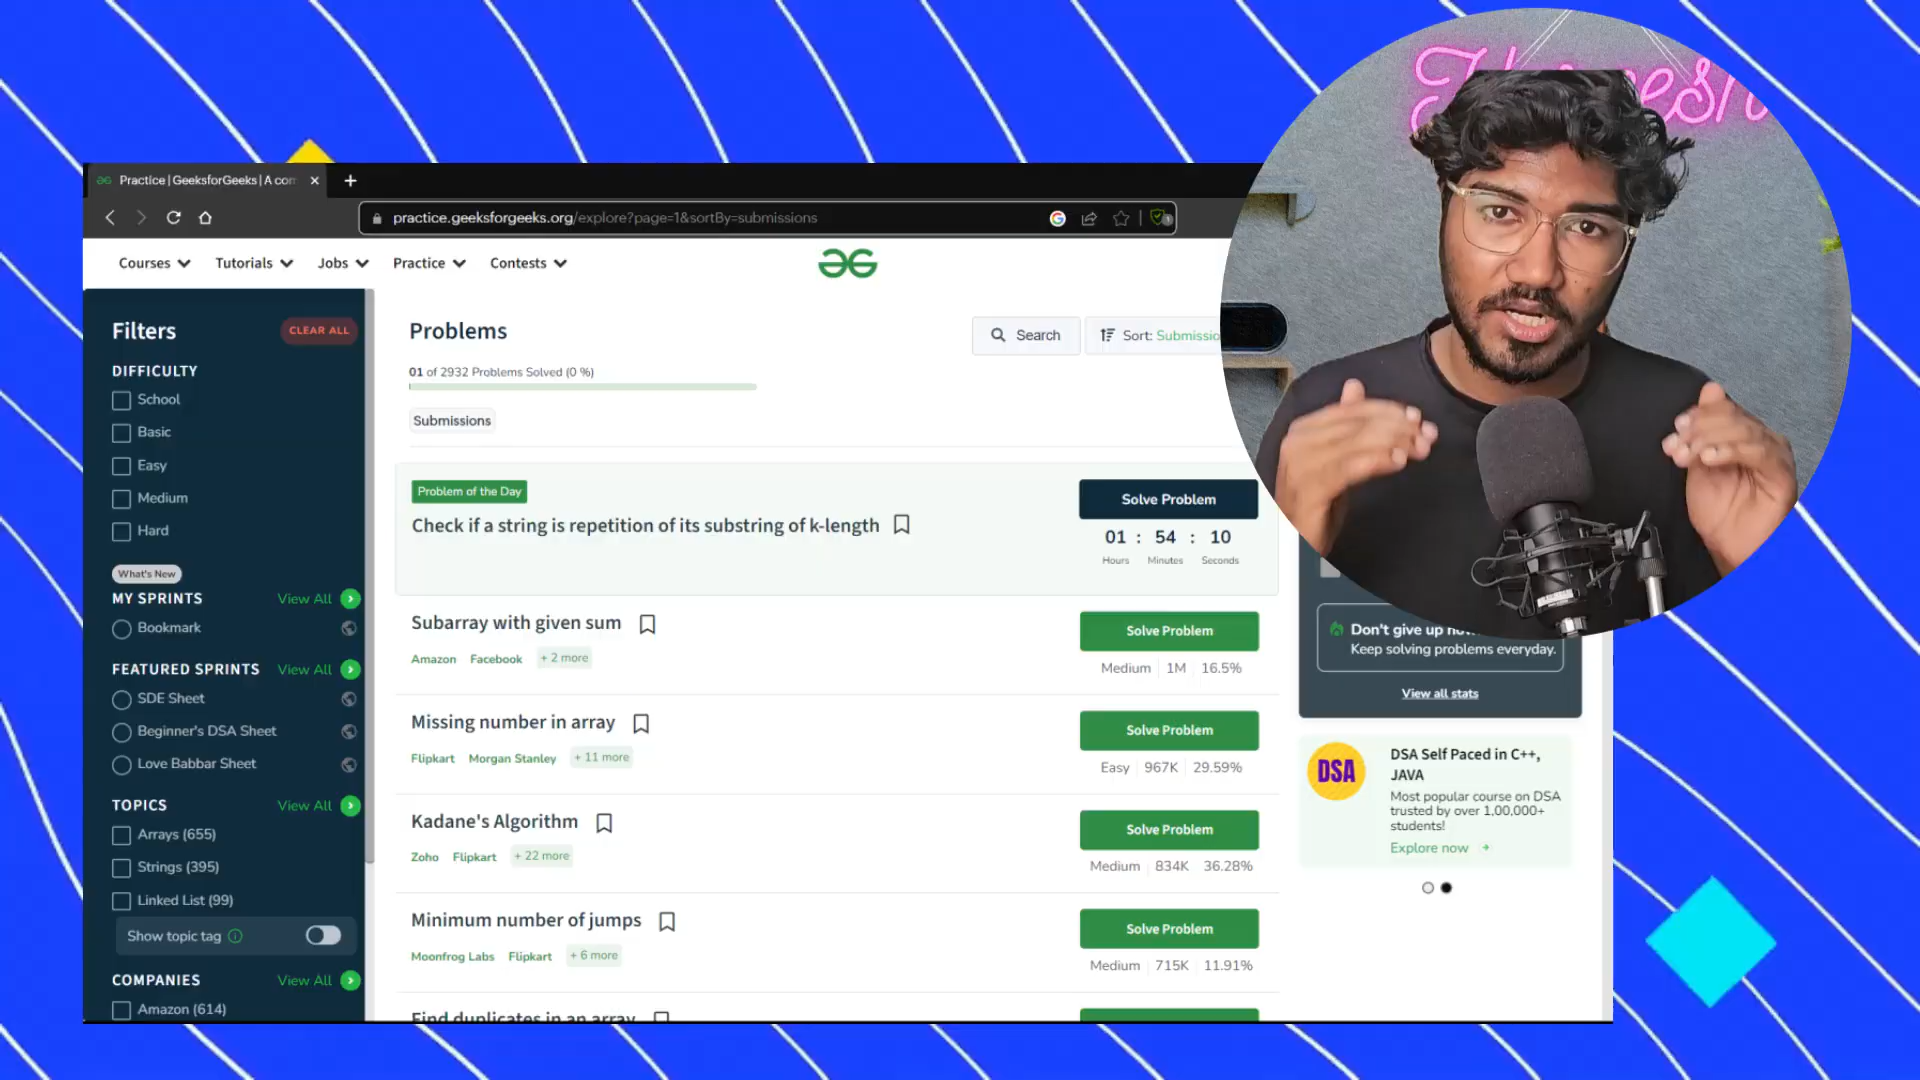 Practice | GeeksforGeeks | A com
practice.geeksforgeeks.org/explore?page=1&sortBy=submissions
Courses
Tutorials
Jobs
Practice
Contests
Filters
CLEAR ALL
DIFFICULTY
School
Basic
Easy
Medium
Hard
What's New
MY SPRINTS
View All
Bookmark
FEATURED SPRINTS
View All
SDE Sheet
Beginner's DSA Sheet
Love Babbar Sheet
TOPICS
View All
Arrays (655)
Strings (395)
Linked List (99)
Show topic tag
COMPANIES
View All
Amazon (614)
Problems
Search
Sort: Submissio
01 of 2932 Problems Solved (0 %)
Submissions
Problem of the Day
Check if a string is repetition of its substring of k-length
Solve Problem
01 : 54 : 10
Hours Minutes Seconds
Subarray with given sum
Amazon Facebook + 2 more
Solve Problem
Medium 1M 16.5%
Missing number in array
Flipkart Morgan Stanley + 11 more
Solve Problem
Easy 967K 29.59%
Kadane's Algorithm
Zoho Flipkart + 22 more
Solve Problem
Medium 834K 36.28%
Minimum number of jumps
Moonfrog Labs Flipkart + 6 more
Solve Problem
Medium 715K 11.91%
Find duplicates in an array
Don't give up
Keep solving problems everyday.
View all stats
DSA
DSA Self Paced in C++,
JAVA
Most popular course on DSA
trusted by over 1,00,000+
students!
Explore now